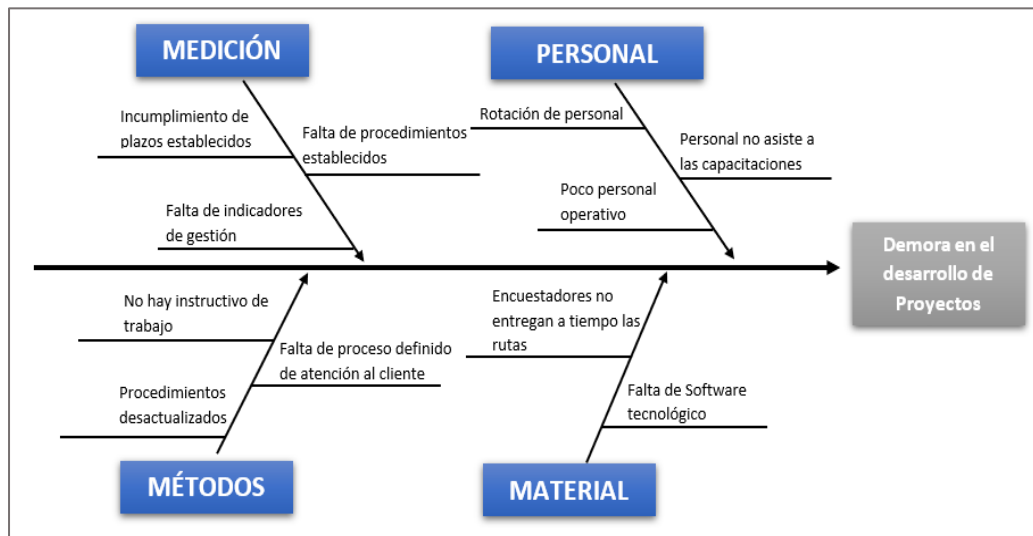 MEDICIÓN
PERSONAL
Incumplimiento de
plazos establecidos
Falta de procedimientos
establecidos
Falta de indicadores
de gestión
Rotación de personal
Personal no asiste a
las capacitaciones
Poco personal
operativo
Demora en el
desarrollo de
Proyectos
No hay instructivo de
trabajo
Falta de proceso definido
de atención al cliente
Procedimientos
desactualizados
Encuestadores no
entregan a tiempo las
rutas
Falta de Software
tecnológico
MÉTODOS
MATERIAL